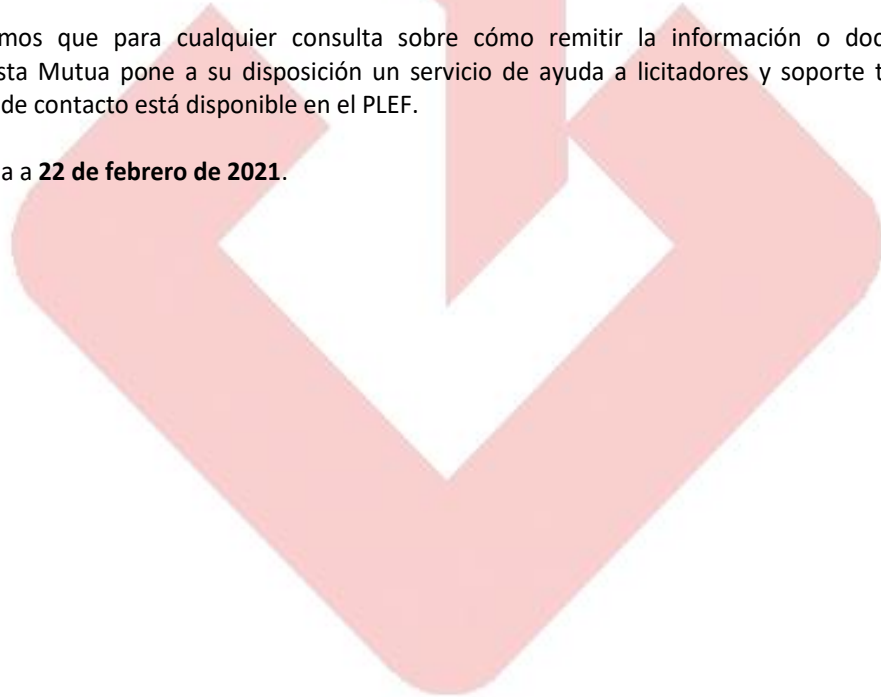 mos que para cualquier consulta sobre cómo remitir la información o doc
sta Mutua pone a su disposición un servicio de ayuda a licitadores y soporte t
de contacto está disponible en el PLEF.
a a 22 de febrero de 2021.